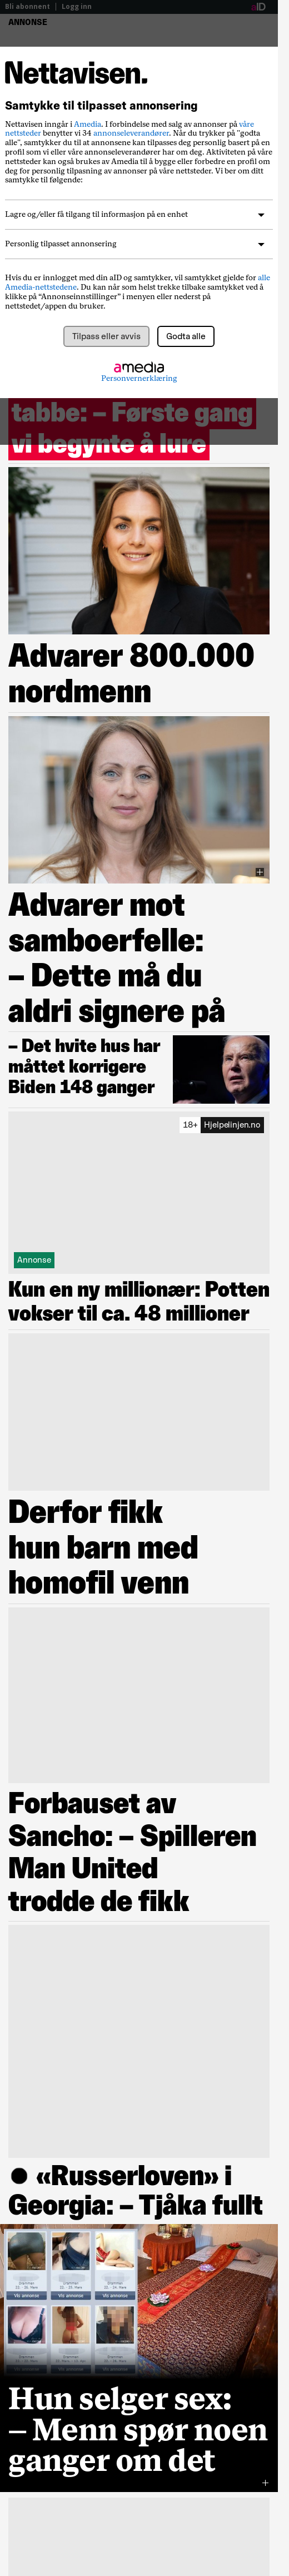 Bli abonnent | Logg inn
aID
ANNONSE
Nettavisen.
Samtykke til tilpasset annonsering
Nettavisen inngår i Amedia. I forbindelse med salg av annonser på våre
nettsteder benytter vi 34 annonseleverandører. Når du trykker på "godta
alle", samtykker du til at annonsene kan tilpasses deg personlig basert på en
profil som vi eller våre annonseleverandører har om deg. Aktiviteten på våre
nettsteder kan også brukes av Amedia til å bygge eller forbedre en profil om
deg for personlig tilpasning av annonser på våre nettsteder. Vi ber om ditt
samtykke til følgende:
Lagre og/eller få tilgang til informasjon på en enhet
Personlig tilpasset annonsering
Hvis du er innlogget med din aID og samtykker, vil samtykket gjelde for alle
Amedia-nettstedene. Du kan når som helst trekke tilbake samtykket ved å
klikke på “Annonseinnstillinger” i menyen eller nederst på
nettstedet/appen du bruker.
Tilpass eller avvis
Godta alle
amedia
Personvernerklæring
tabbe: – Første gang
vi begynte å lure
Advarer 800.000
nordmenn
Advarer mot
samboerfelle:
– Dette må du
aldri signere på
– Det hvite hus har
måttet korrigere
Biden 148 ganger
18+ Hjelpelinjen.no
Annonse
Kun en ny millionær: Potten
vokser til ca. 48 millioner
Derfor fikk
hun barn med
homofil venn
Forbauset av
Sancho: – Spilleren
Man United
trodde de fikk
«Russerloven» i
Georgia: – Tjåka fullt
Vis annonse Vis annonse Vis annonse
Vis annonse Vis annonse Vis annonse
Hun selger sex:
– Menn spør noen
ganger om det